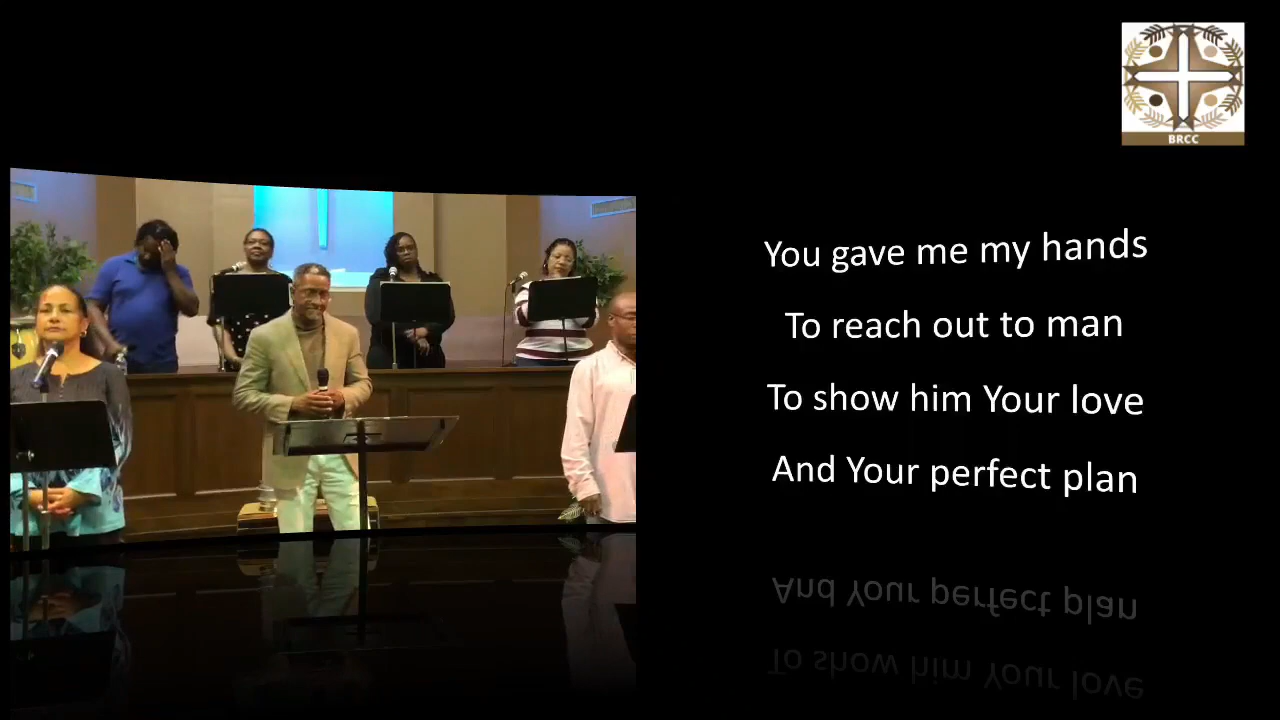 BRCC
You gave me my hands
To reach out to man
To show him Your love
And Your perfect plan